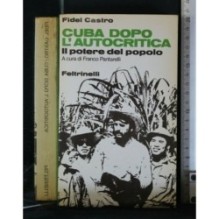 Fidel Castro
CUBA DOPO
L'AUTOCRITICA
Il potere del popolo
A cura di Franco Pantarelli
Feltrinelli